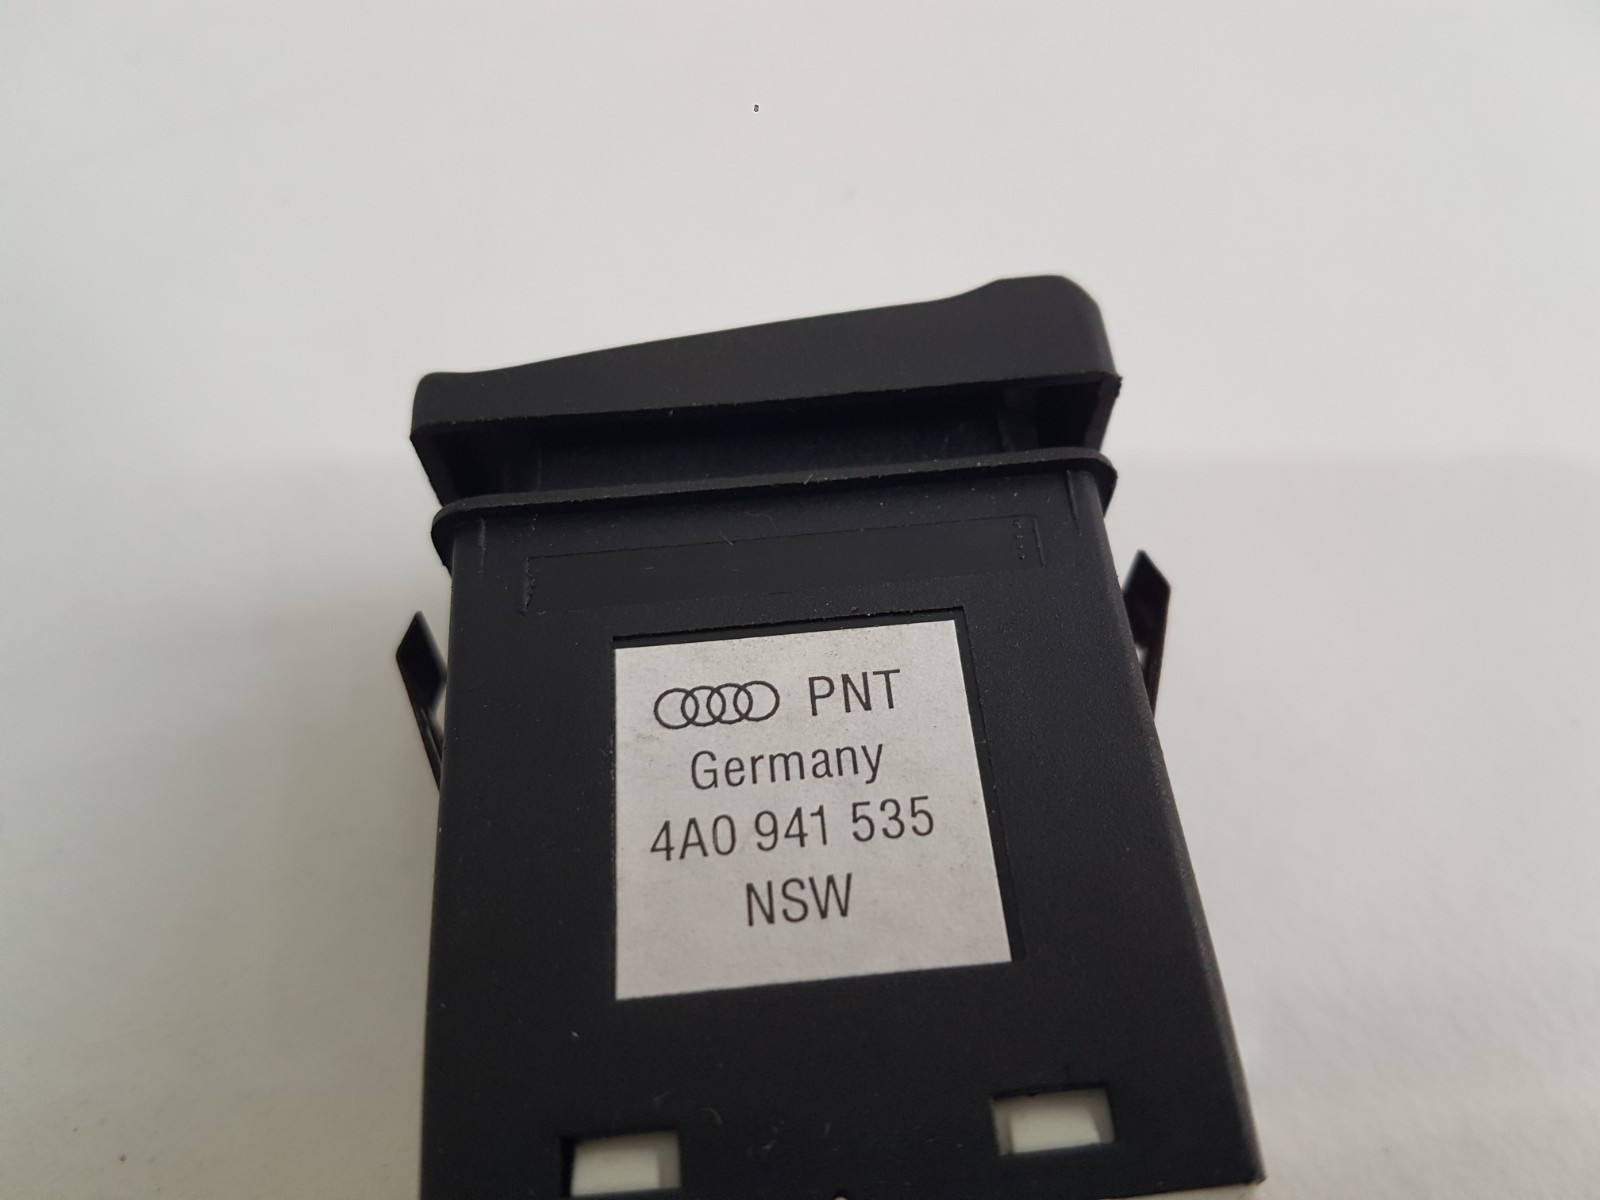 PNT
Germany
4A0 941 535
NSW